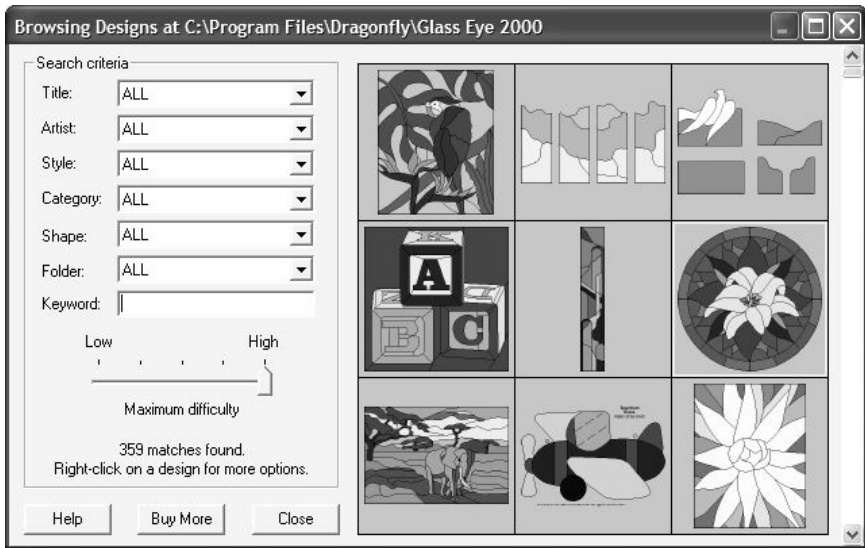 Browsing Designs at C:\Program Files\Dragonfly\Glass Eye 2000
Search criteria
Title: ALL
Artist: ALL
Style: ALL
Category: ALL
Shape: ALL
Folder: ALL
Keyword:
Low High
Maximum difficulty
359 matches found.
Right-click on a design for more options.
Help Buy More Close
A
B C